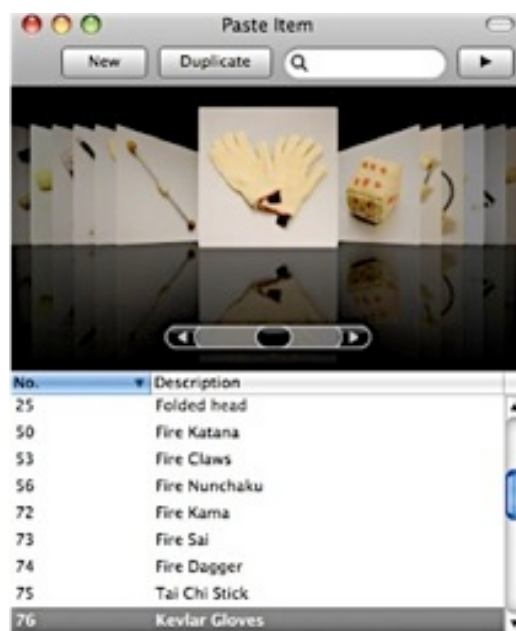 Paste Item
New Duplicate
No. Description
25 Folded head
50 Fire Katana
53 Fire Claws
56 Fire Nunchaku
72 Fire Kama
73 Fire Sai
74 Fire Dagger
75 Tai Chi Stick
76 Kevlar Gloves